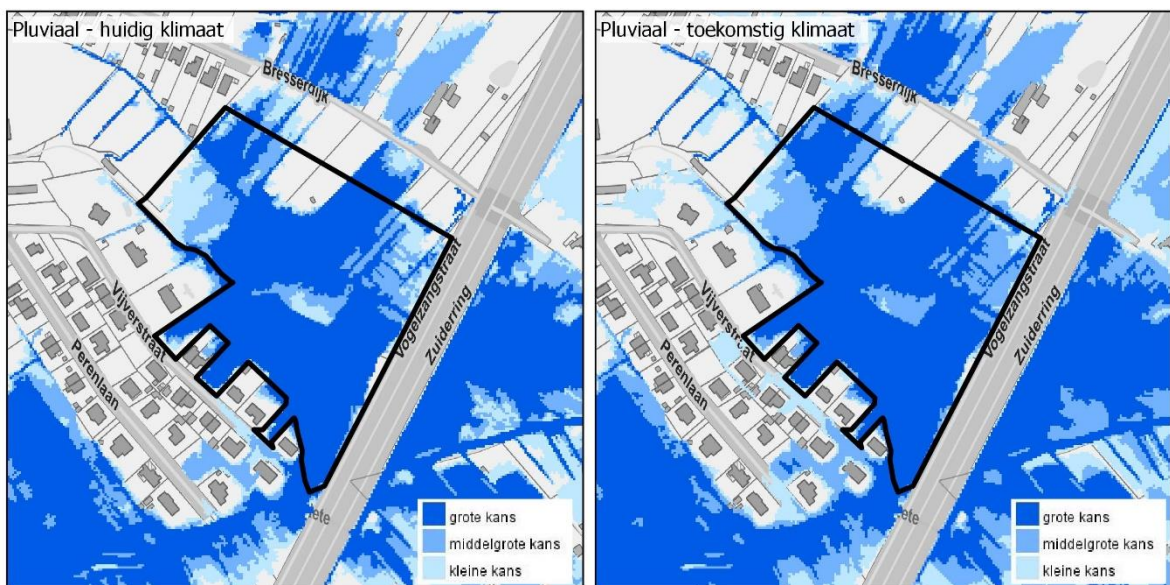 Pluviaal - huidig klimaat
Bresserdijk
Vijverstraat
Perenlaan
Vogelzangstraat
Zuiderring
grote kans
middelgrote kans
kleine kans
Pluviaal - toekomstig klimaat
Bresserdijk
Vijverstraat
Perenlaan
Vogelzangstraat
Zuiderring
grote kans
middelgrote kans
kleine kans